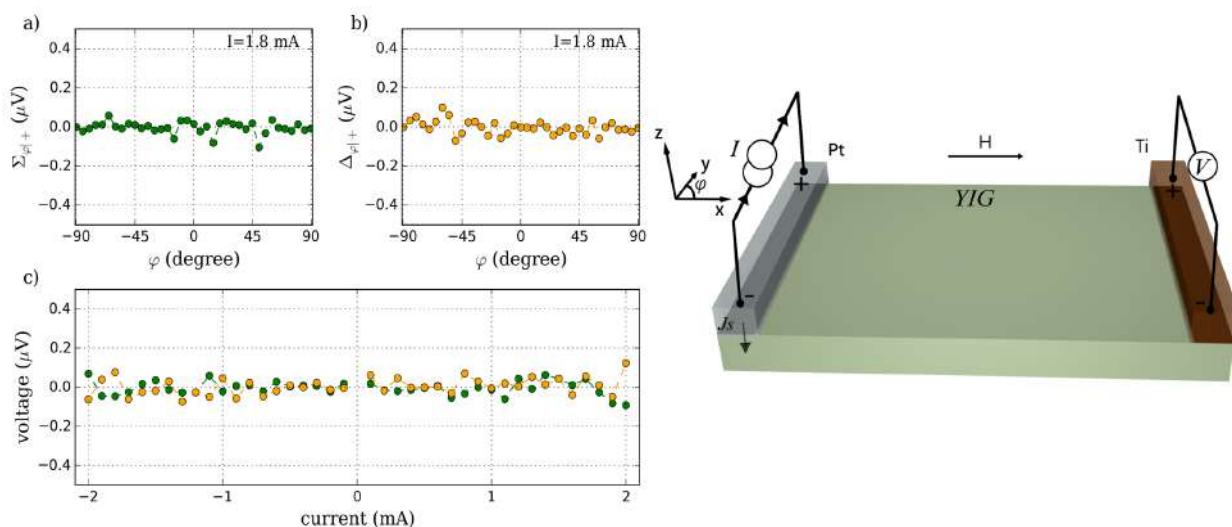 a)
I=1.8 mA
0.4
0.2
0.0
−0.2
−0.4
Σφ|+ (μV)
−90 −45 0 45 90
φ (degree)
b)
I=1.8 mA
0.4
0.2
0.0
−0.2
−0.4
Δφ|+ (μV)
−90 −45 0 45 90
φ (degree)
c)
0.4
0.2
0.0
−0.2
−0.4
voltage (μV)
−2 −1 0 1 2
current (mA)
z
y
φ
x
I
Pt
+
-
Js
H
YIG
Ti
V
+
-